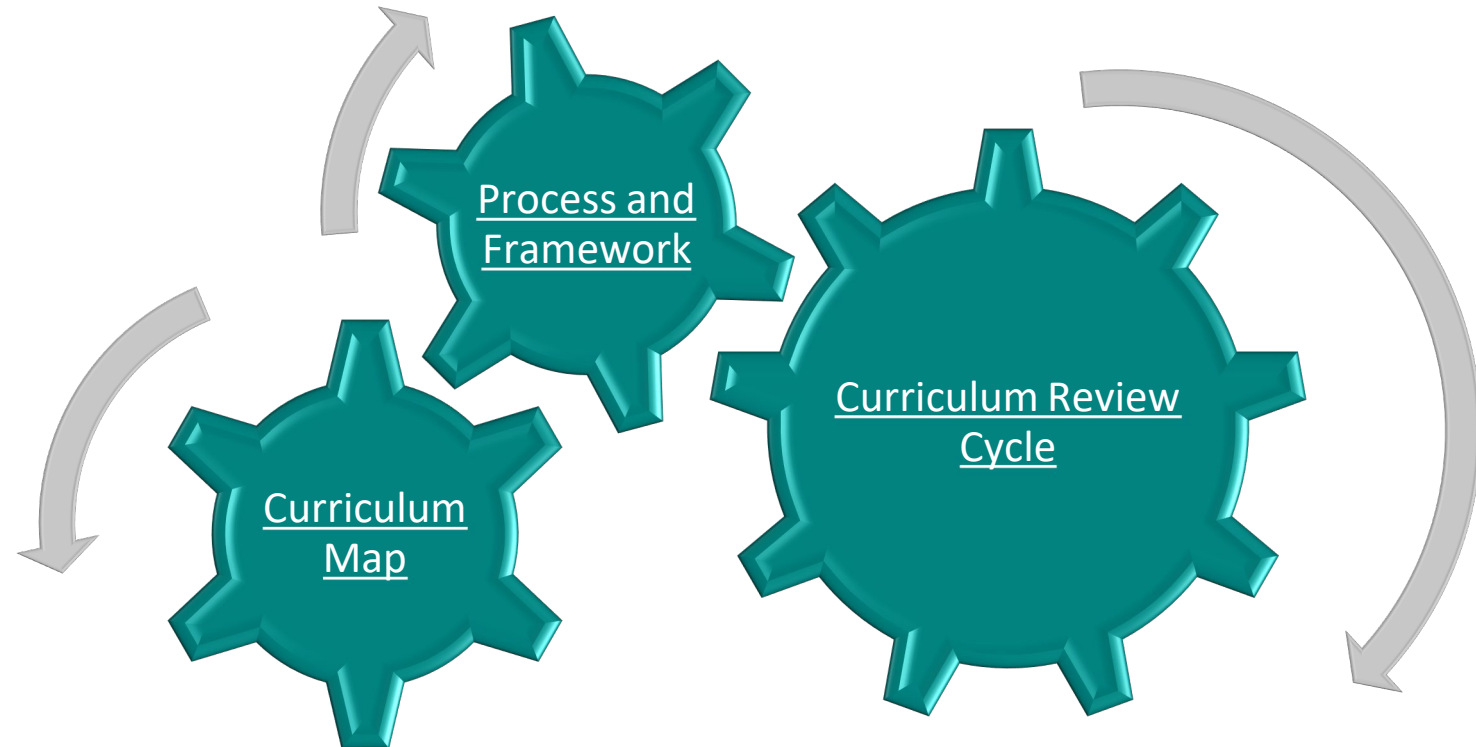 Process and
Framework
Curriculum Review
Cycle
Curriculum
Map